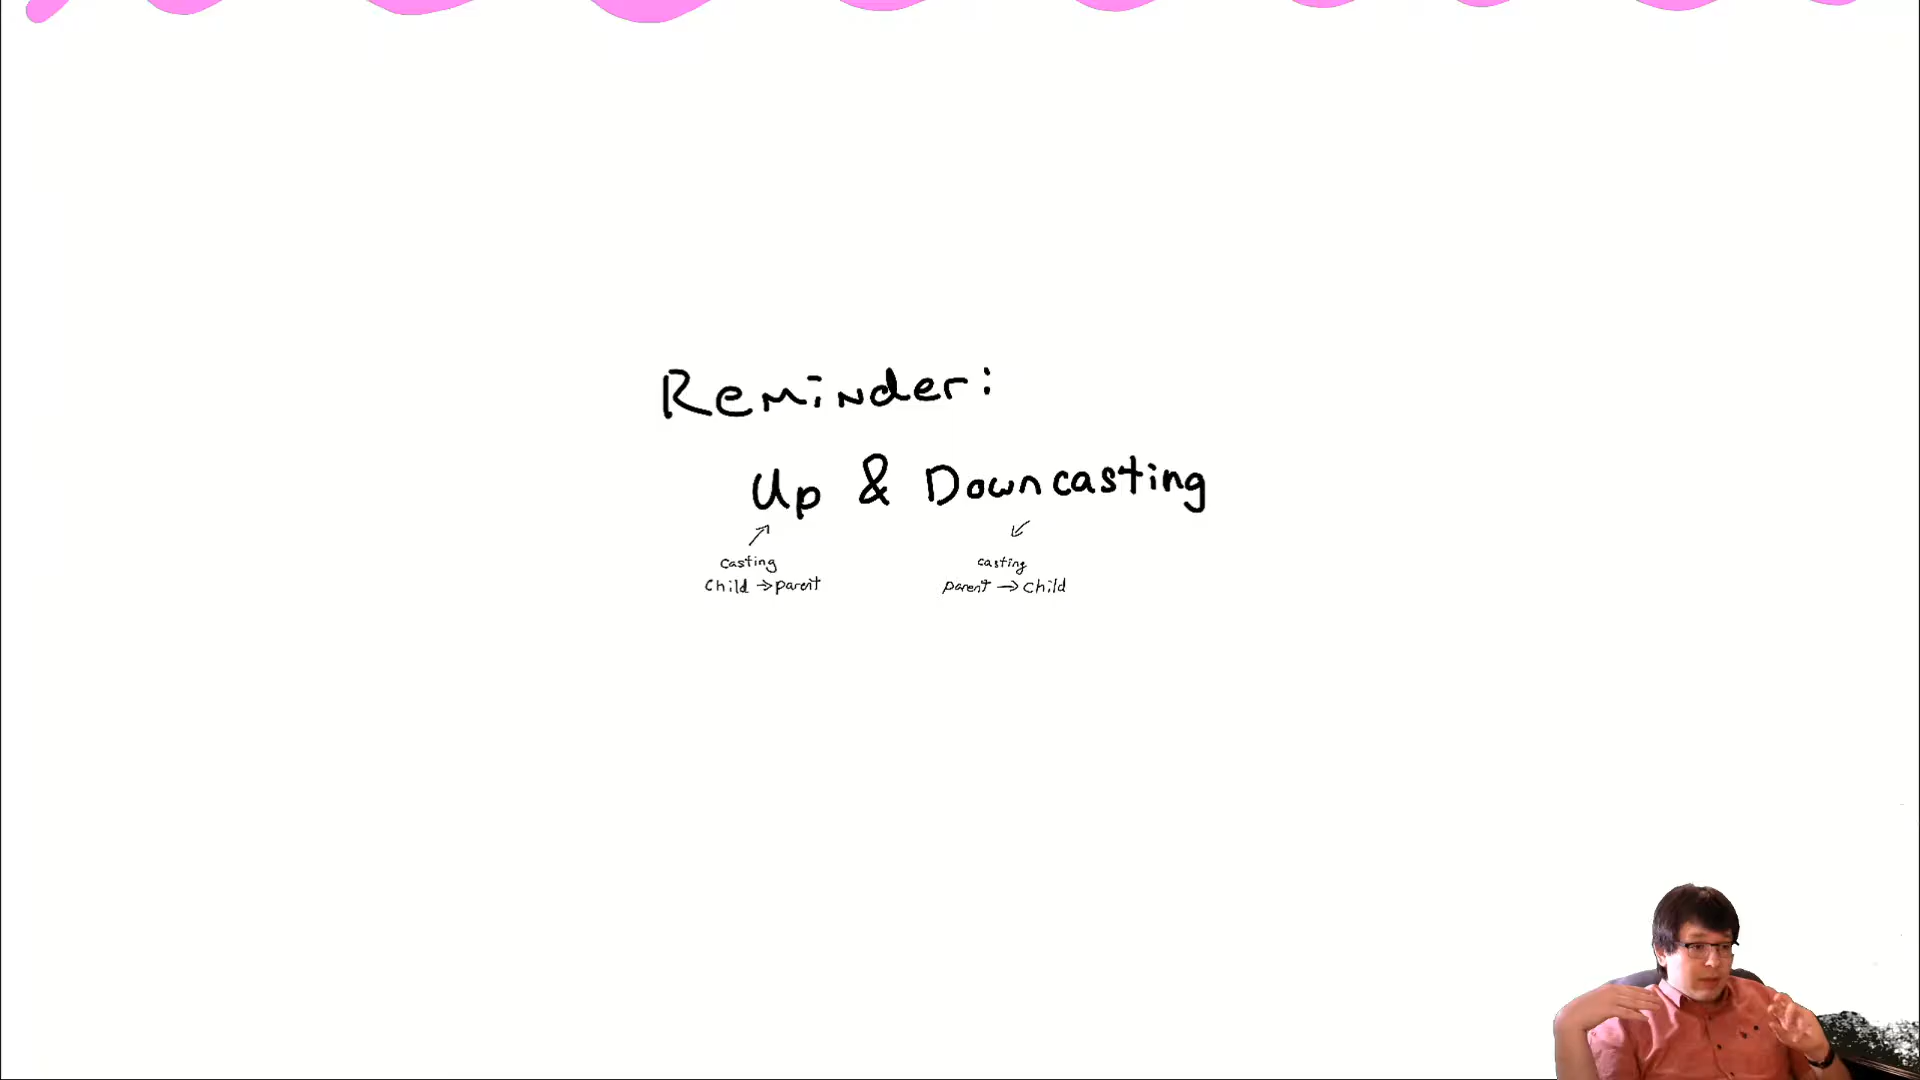 Reminder:
Up & Downcasting
casting
Child → parent
casting
parent → child